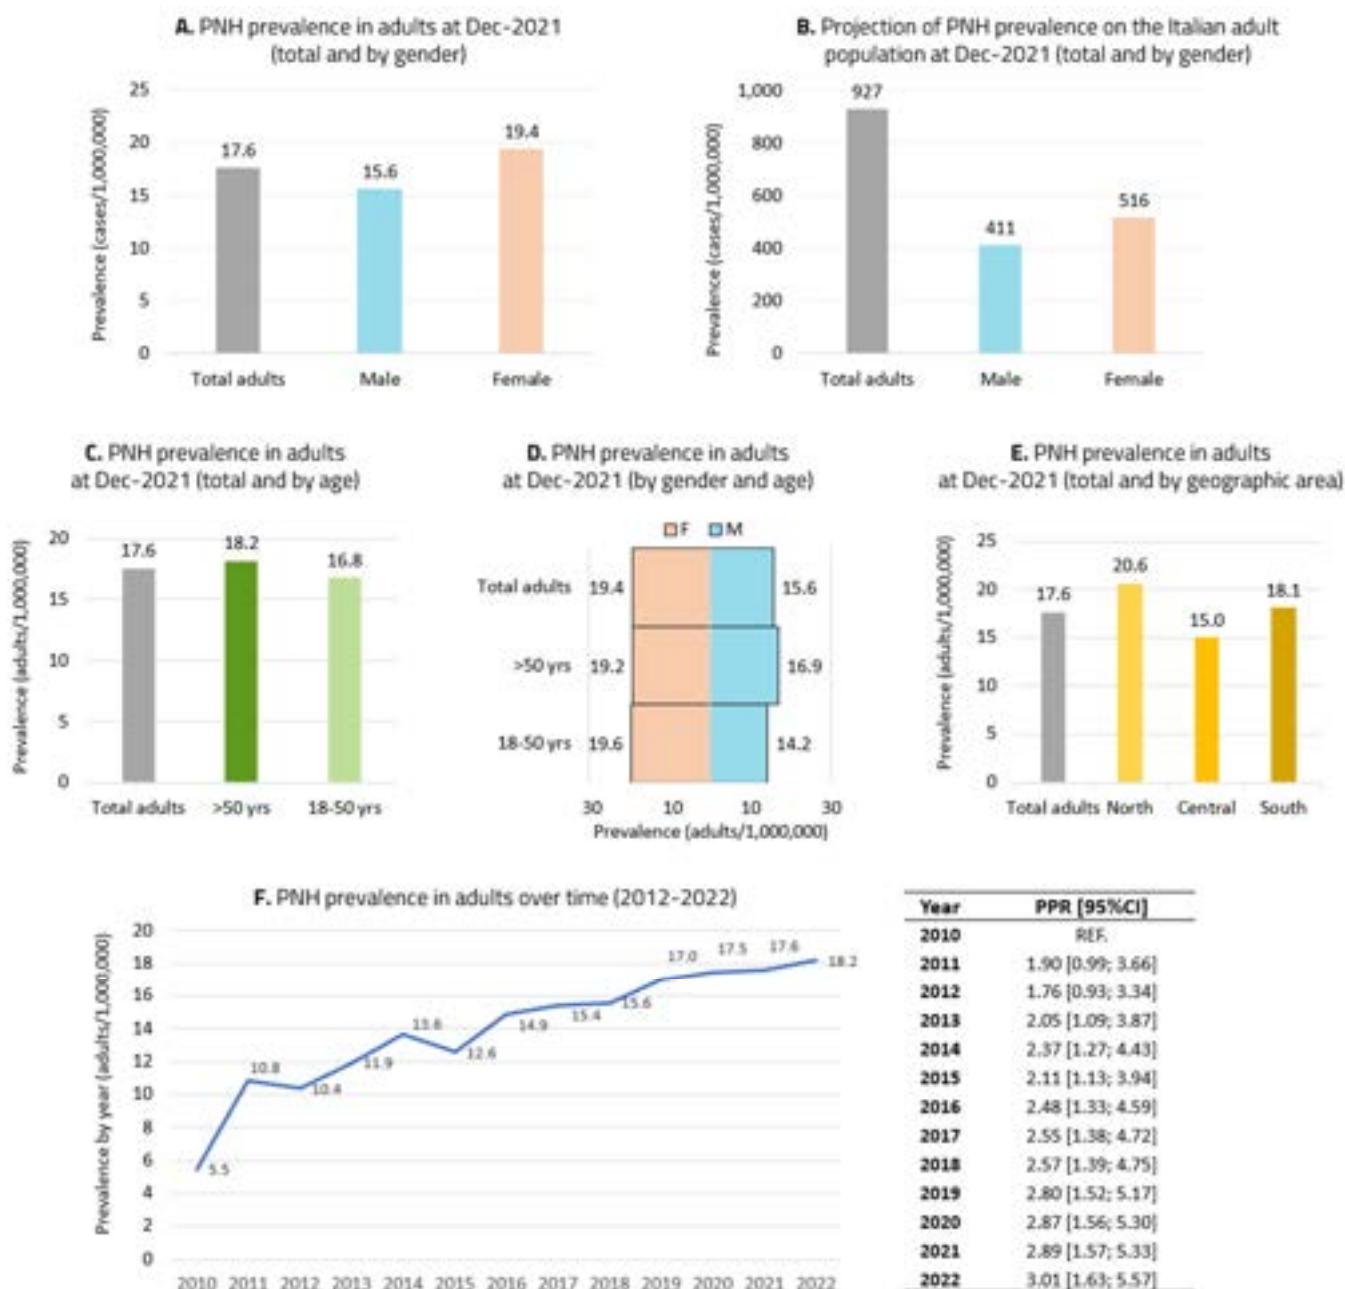 A. PNH prevalence in adults at Dec-2021
(total and by gender)
Prevalence (cases/1,000,000)
25
20
15
10
5
0
17.6
15.6
19.4
Total adults
Male
Female
B. Projection of PNH prevalence on the Italian adult
population at Dec-2021 (total and by gender)
Prevalence (cases/1,000,000)
1,000
800
600
400
200
0
927
411
516
Total adults
Male
Female
C. PNH prevalence in adults
at Dec-2021 (total and by age)
Prevalence (adults/1,000,000)
20
15
10
5
0
17.6
18.2
16.8
Total adults
>50 yrs
18-50 yrs
D. PNH prevalence in adults
at Dec-2021 (by gender and age)
F M
Total adults 19.4 15.6
>50 yrs 19.2 16.9
18-50 yrs 19.6 14.2
30 10 10 30
Prevalence (adults/1,000,000)
E. PNH prevalence in adults
at Dec-2021 (total and by geographic area)
Prevalence (adults/1,000,000)
25
20
15
10
5
0
17.6
20.6
15.0
18.1
Total adults
North
Central
South
F. PNH prevalence in adults over time (2012-2022)
Prevalence by year (adults/1,000,000)
20
18
16
14
12
10
8
6
4
2
0
5.5
10.8
10.4
11.9
13.6
12.6
14.9
15.4
15.6
17.0
17.5
17.6
18.2
2010 2011 2012 2013 2014 2015 2016 2017 2018 2019 2020 2021 2022
Year PPR [95%CI]
2010 REF.
2011 1.90 [0.99; 3.66]
2012 1.76 [0.93; 3.34]
2013 2.05 [1.09; 3.87]
2014 2.37 [1.27; 4.43]
2015 2.11 [1.13; 3.94]
2016 2.48 [1.33; 4.59]
2017 2.55 [1.38; 4.72]
2018 2.57 [1.39; 4.75]
2019 2.80 [1.52; 5.17]
2020 2.87 [1.56; 5.30]
2021 2.89 [1.57; 5.33]
2022 3.01 [1.63; 5.57]